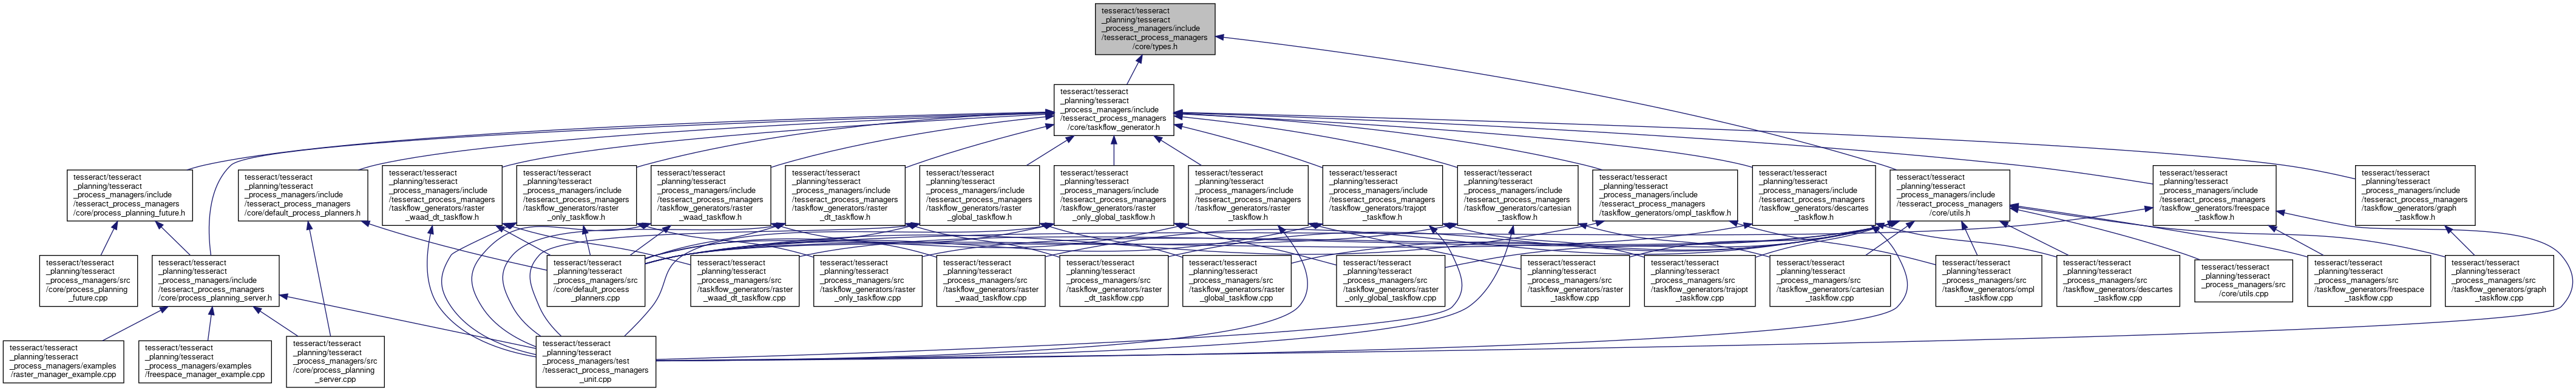 tesseract/tesseract
_planning/tesseract
_process_managers/include
/tesseract_process_managers
/core/types.h
tesseract/tesseract
_planning/tesseract
_process_managers/include
/tesseract_process_managers
/core/taskflow_generator.h
tesseract/tesseract
_planning/tesseract
_process_managers/include
/tesseract_process_managers
/core/process_planning_future.h
tesseract/tesseract
_planning/tesseract
_process_managers/include
/tesseract_process_managers
/core/default_process_planners.h
tesseract/tesseract
_planning/tesseract
_process_managers/include
/tesseract_process_managers
/taskflow_generators/raster
_waad_dt_taskflow.h
tesseract/tesseract
_planning/tesseract
_process_managers/include
/tesseract_process_managers
/taskflow_generators/raster
_only_taskflow.h
tesseract/tesseract
_planning/tesseract
_process_managers/include
/tesseract_process_managers
/taskflow_generators/raster
_waad_taskflow.h
tesseract/tesseract
_planning/tesseract
_process_managers/include
/tesseract_process_managers
/taskflow_generators/raster
_dt_taskflow.h
tesseract/tesseract
_planning/tesseract
_process_managers/include
/tesseract_process_managers
/taskflow_generators/raster
_global_taskflow.h
tesseract/tesseract
_planning/tesseract
_process_managers/include
/tesseract_process_managers
/taskflow_generators/raster
_only_global_taskflow.h
tesseract/tesseract
_planning/tesseract
_process_managers/include
/tesseract_process_managers
/taskflow_generators/raster
_taskflow.h
tesseract/tesseract
_planning/tesseract
_process_managers/include
/tesseract_process_managers
/taskflow_generators/trajopt
_taskflow.h
tesseract/tesseract
_planning/tesseract
_process_managers/include
/tesseract_process_managers
/taskflow_generators/cartesian
_taskflow.h
tesseract/tesseract
_planning/tesseract
_process_managers/include
/tesseract_process_managers
/taskflow_generators/ompl_taskflow.h
tesseract/tesseract
_planning/tesseract
_process_managers/include
/tesseract_process_managers
/taskflow_generators/descartes
_taskflow.h
tesseract/tesseract
_planning/tesseract
_process_managers/include
/tesseract_process_managers
/core/utils.h
tesseract/tesseract
_planning/tesseract
_process_managers/include
/tesseract_process_managers
/taskflow_generators/freespace
_taskflow.h
tesseract/tesseract
_planning/tesseract
_process_managers/include
/tesseract_process_managers
/taskflow_generators/graph
_taskflow.h
tesseract/tesseract
_planning/tesseract
_process_managers/src
/core/process_planning
_future.cpp
tesseract/tesseract
_planning/tesseract
_process_managers/include
/tesseract_process_managers
/core/process_planning_server.h
tesseract/tesseract
_planning/tesseract
_process_managers/src
/core/default_process
_planners.cpp
tesseract/tesseract
_planning/tesseract
_process_managers/src
/taskflow_generators/raster
_waad_dt_taskflow.cpp
tesseract/tesseract
_planning/tesseract
_process_managers/src
/taskflow_generators/raster
_only_taskflow.cpp
tesseract/tesseract
_planning/tesseract
_process_managers/src
/taskflow_generators/raster
_waad_taskflow.cpp
tesseract/tesseract
_planning/tesseract
_process_managers/src
/taskflow_generators/raster
_dt_taskflow.cpp
tesseract/tesseract
_planning/tesseract
_process_managers/src
/taskflow_generators/raster
_global_taskflow.cpp
tesseract/tesseract
_planning/tesseract
_process_managers/src
/taskflow_generators/raster
_only_global_taskflow.cpp
tesseract/tesseract
_planning/tesseract
_process_managers/src
/taskflow_generators/raster
_taskflow.cpp
tesseract/tesseract
_planning/tesseract
_process_managers/src
/taskflow_generators/trajopt
_taskflow.cpp
tesseract/tesseract
_planning/tesseract
_process_managers/src
/taskflow_generators/cartesian
_taskflow.cpp
tesseract/tesseract
_planning/tesseract
_process_managers/src
/taskflow_generators/ompl
_taskflow.cpp
tesseract/tesseract
_planning/tesseract
_process_managers/src
/taskflow_generators/descartes
_taskflow.cpp
tesseract/tesseract
_planning/tesseract
_process_managers/src
/core/utils.cpp
tesseract/tesseract
_planning/tesseract
_process_managers/src
/taskflow_generators/freespace
_taskflow.cpp
tesseract/tesseract
_planning/tesseract
_process_managers/src
/taskflow_generators/graph
_taskflow.cpp
tesseract/tesseract
_planning/tesseract
_process_managers/examples
/raster_manager_example.cpp
tesseract/tesseract
_planning/tesseract
_process_managers/examples
/freespace_manager_example.cpp
tesseract/tesseract
_planning/tesseract
_process_managers/src
/core/process_planning
_server.cpp
tesseract/tesseract
_planning/tesseract
_process_managers/test
/tesseract_process_managers
_unit.cpp